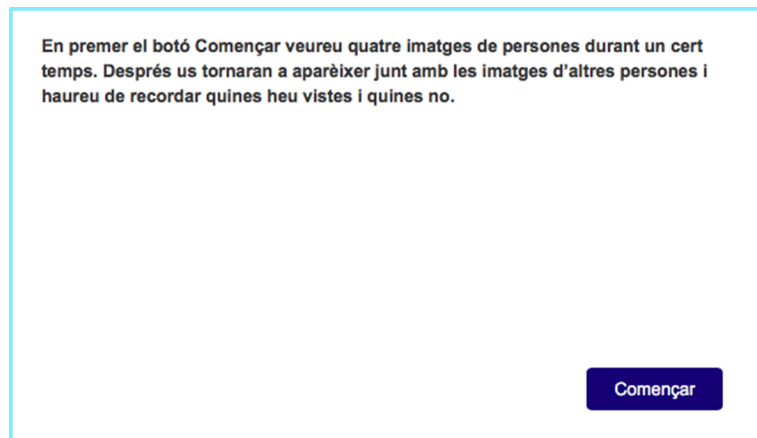 En premer el botó Començar veureu quatre imatges de persones durant un cert
temps. Després us tornaran a aparèixer junt amb les imatges d’altres persones i
haureu de recordar quines heu vistes i quines no.
Començar